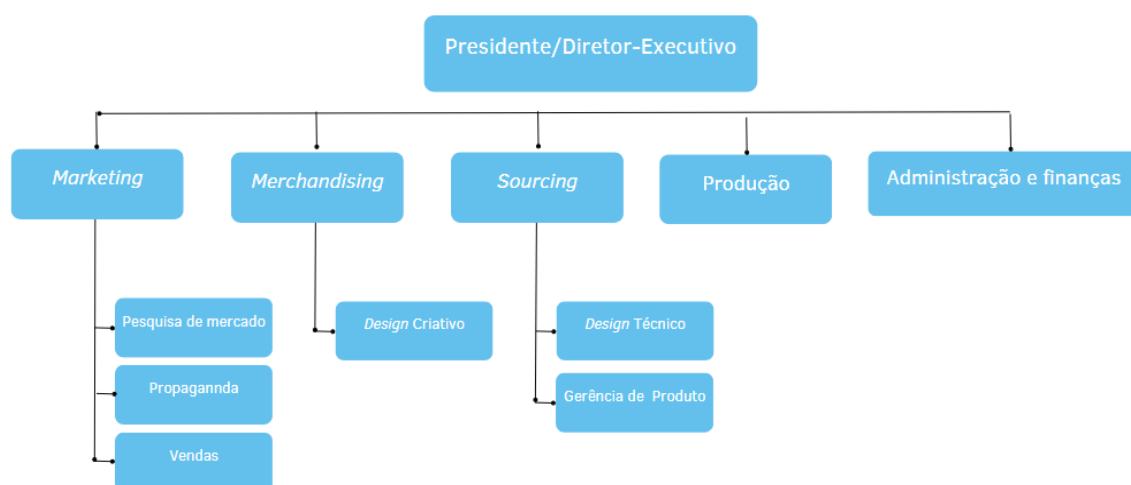 Presidente/Diretor-Executivo
Marketing
Merchandising
Sourcing
Produção
Administração e finanças
Pesquisa de mercado
Propagannda
Vendas
Design Criativo
Design Técnico
Gerência de Produto